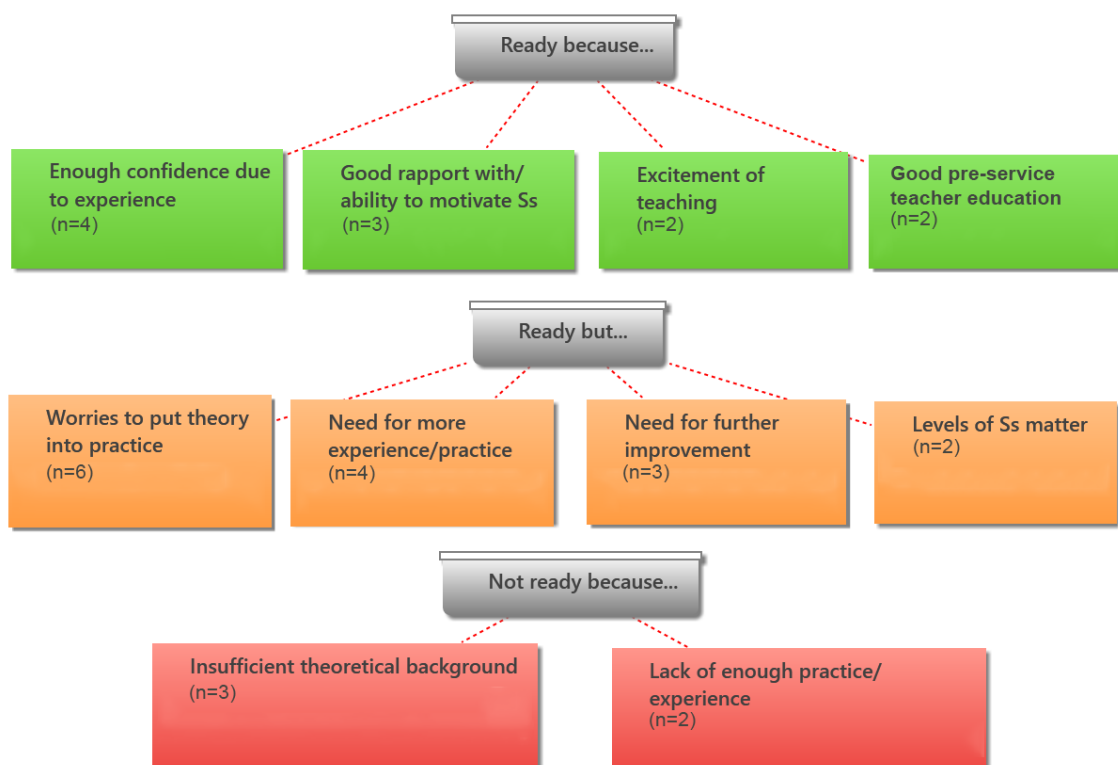 Ready because...
Enough confidence due
to experience
(n=4)
Good rapport with/
ability to motivate Ss
(n=3)
Excitement of
teaching
(n=2)
Good pre-service
teacher education
(n=2)
Ready but...
Worries to put theory
into practice
(n=6)
Need for more
experience/practice
(n=4)
Need for further
improvement
(n=3)
Levels of Ss matter
(n=2)
Not ready because...
Insufficient theoretical background
(n=3)
Lack of enough practice/
experience
(n=2)